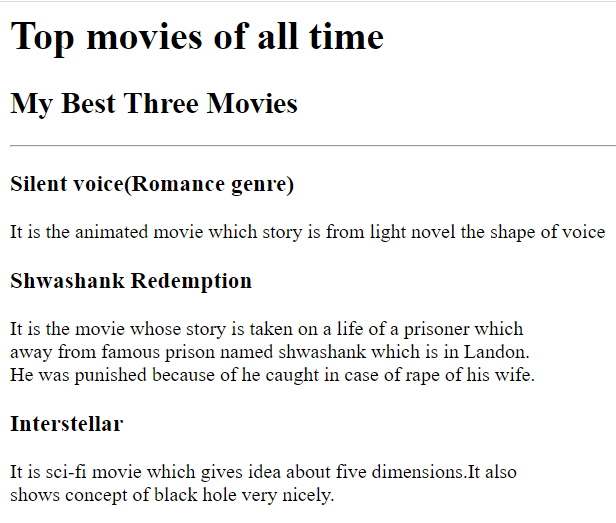 Top movies of all time
My Best Three Movies
Silent voice(Romance genre)
It is the animated movie which story is from light novel the shape of voice
Shwashank Redemption
It is the movie whose story is taken on a life of a prisoner which
away from famous prison named shwashank which is in Landon.
He was punished because of he caught in case of rape of his wife.
Interstellar
It is sci-fi movie which gives idea about five dimensions.It also
shows concept of black hole very nicely.